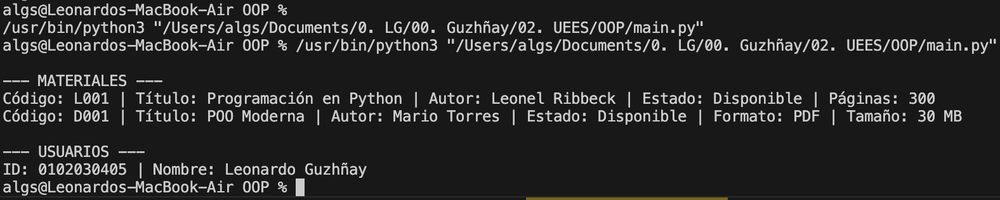 algs@Leonardos-MacBook-Air OOP %
/usr/bin/python3 "/Users/algs/Documents/0. LG/00. Guzhñay/02. UEES/OOP/main.py"
algs@Leonardos-MacBook-Air OOP % /usr/bin/python3 "/Users/algs/Documents/0. LG/00. Guzhñay/02. UEES/OOP/main.py"
--- MATERIALES ---
Código: L001 | Título: Programación en Python | Autor: Leonel Ribbeck | Estado: Disponible | Páginas: 300
Código: D001 | Título: POO Moderna | Autor: Mario Torres | Estado: Disponible | Formato: PDF | Tamaño: 30 MB
--- USUARIOS ---
ID: 0102030405 | Nombre: Leonardo Guzhñay
algs@Leonardos-MacBook-Air OOP %